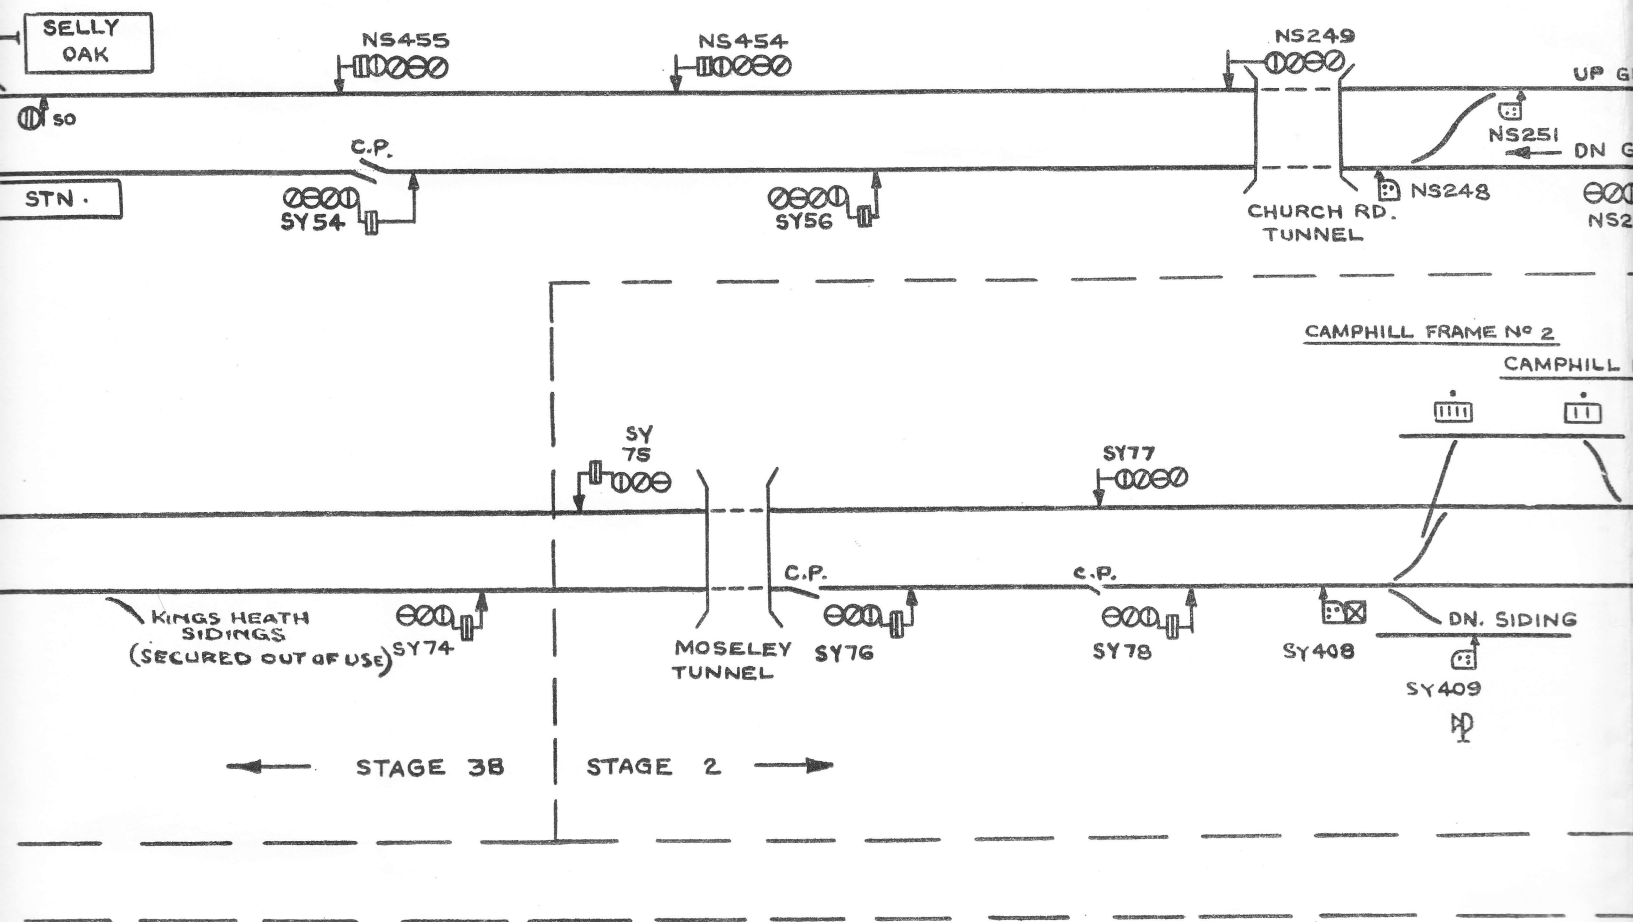 SELLY
OAK
NS455
NS454
NS249
UP G
SO
NS251
C.P.
DN G
STN.
SY54
SY56
NS248
NS2
CHURCH RD.
TUNNEL
CAMPHILL FRAME Nº 2
CAMPHILL
SY
75
SY77
C.P.
C.P.
KINGS HEATH
SIDINGS
(SECURED OUT OF USE)
SY74
MOSELEY
TUNNEL
SY76
SY78
SY408
DN. SIDING
SY409
STAGE 3B
STAGE 2